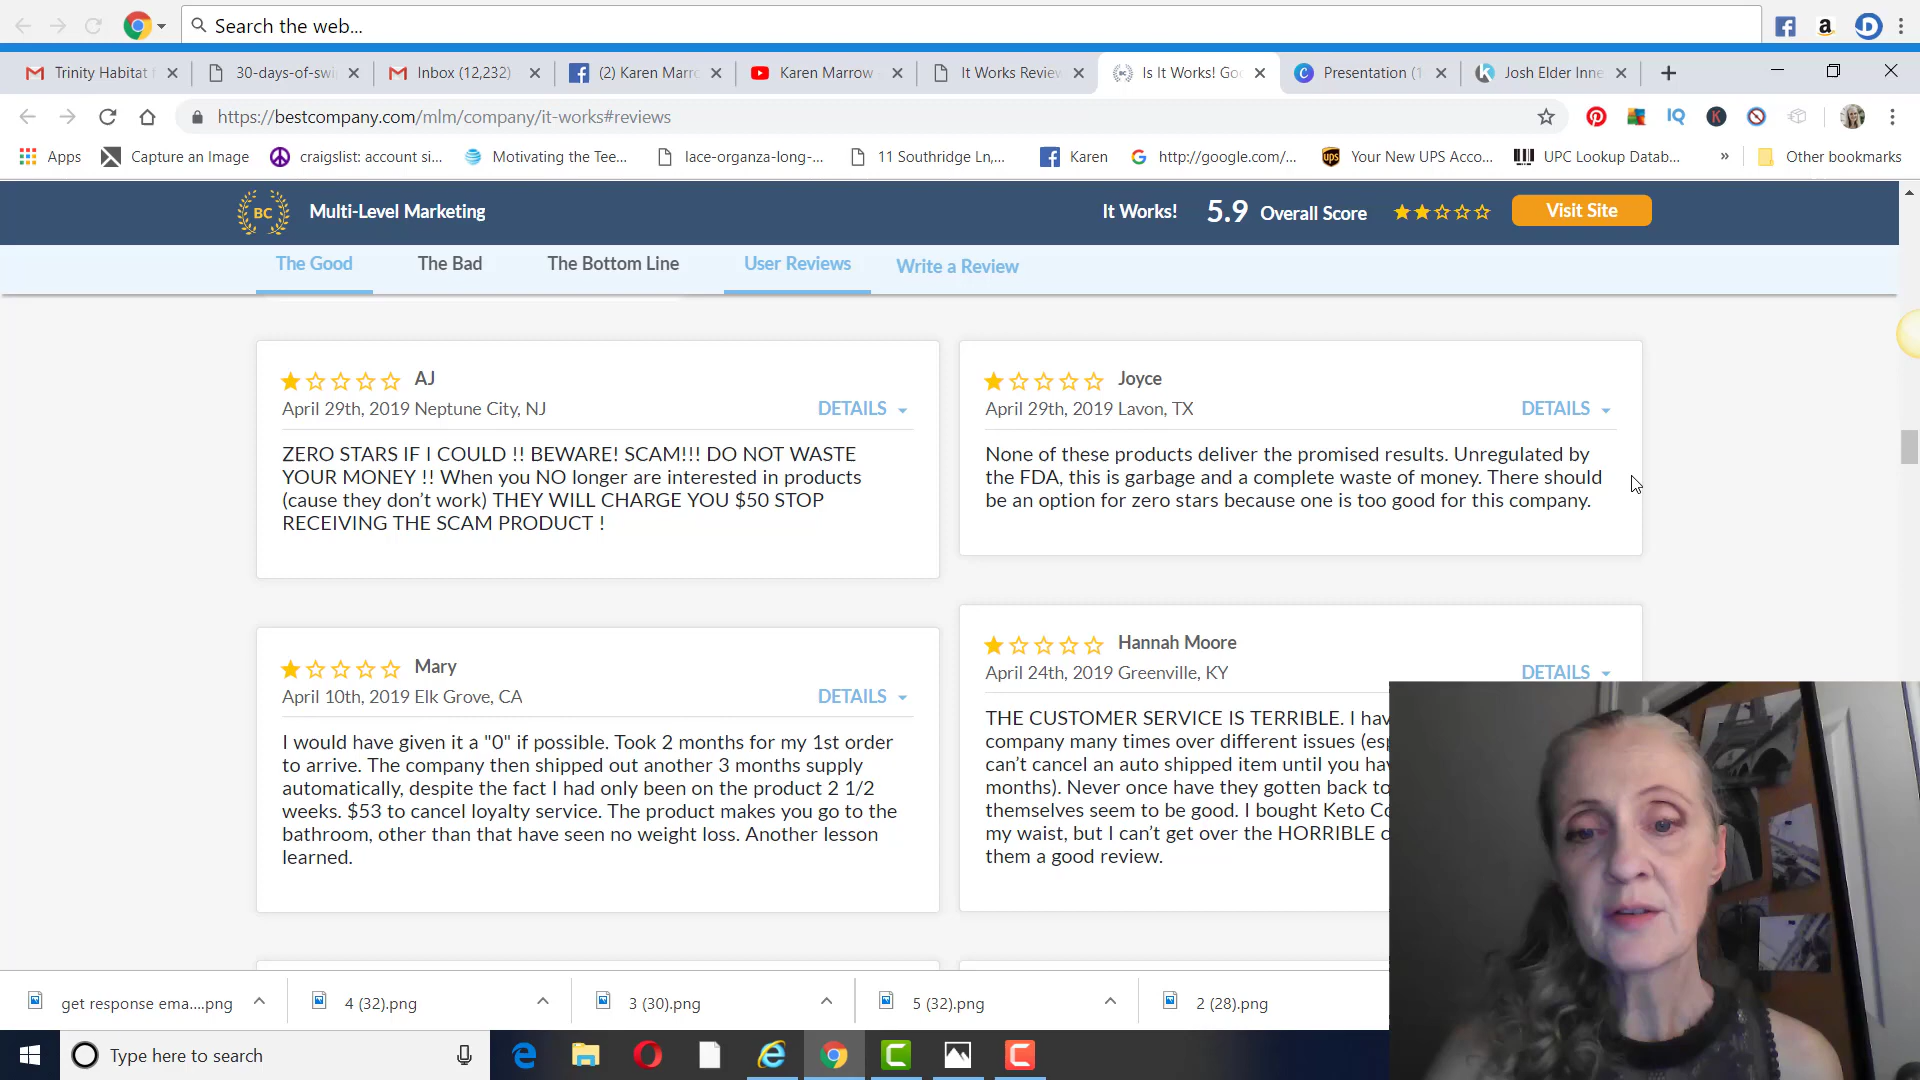 Search the web...
Trinity Habitat f
30-days-of-swi
Inbox (12,232)
(2) Karen Marro
Karen Marrow
It Works Review
Is It Works! Go
Presentation (1
Josh Elder Inne
https://bestcompany.com/mlm/company/it-works#reviews
Apps
Capture an Image
craigslist: account si...
Motivating the Tee...
lace-organza-long-...
11 Southridge Ln,...
Karen
http://google.com/...
Your New UPS Acco...
UPC Lookup Datab...
»
Other bookmarks
BC
Multi-Level Marketing
It Works!
5.9 Overall Score
Visit Site
The Good
The Bad
The Bottom Line
User Reviews
Write a Review
AJ
April 29th, 2019 Neptune City, NJ
DETAILS
ZERO STARS IF I COULD !! BEWARE! SCAM!!! DO NOT WASTE
YOUR MONEY !! When you NO longer are interested in products
(cause they don't work) THEY WILL CHARGE YOU $50 STOP
RECEIVING THE SCAM PRODUCT !
Joyce
April 29th, 2019 Lavon, TX
DETAILS
None of these products deliver the promised results. Unregulated by
the FDA, this is garbage and a complete waste of money. There should
be an option for zero stars because one is too good for this company.
Mary
April 10th, 2019 Elk Grove, CA
DETAILS
I would have given it a "0" if possible. Took 2 months for my 1st order
to arrive. The company then shipped out another 3 months supply
automatically, despite the fact I had only been on the product 2 1/2
weeks. $53 to cancel loyalty service. The product makes you go to the
bathroom, other than that have seen no weight loss. Another lesson
learned.
Hannah Moore
April 24th, 2019 Greenville, KY
DETAILS
THE CUSTOMER SERVICE IS TERRIBLE. I hav
company many times over different issues (esp
can't cancel an auto shipped item until you hav
months). Never once have they gotten back to
themselves seem to be good. I bought Keto Co
my waist, but I can't get over the HORRIBLE c
them a good review.
get response ema....png
4 (32).png
3 (30).png
5 (32).png
2 (28).png
Type here to search